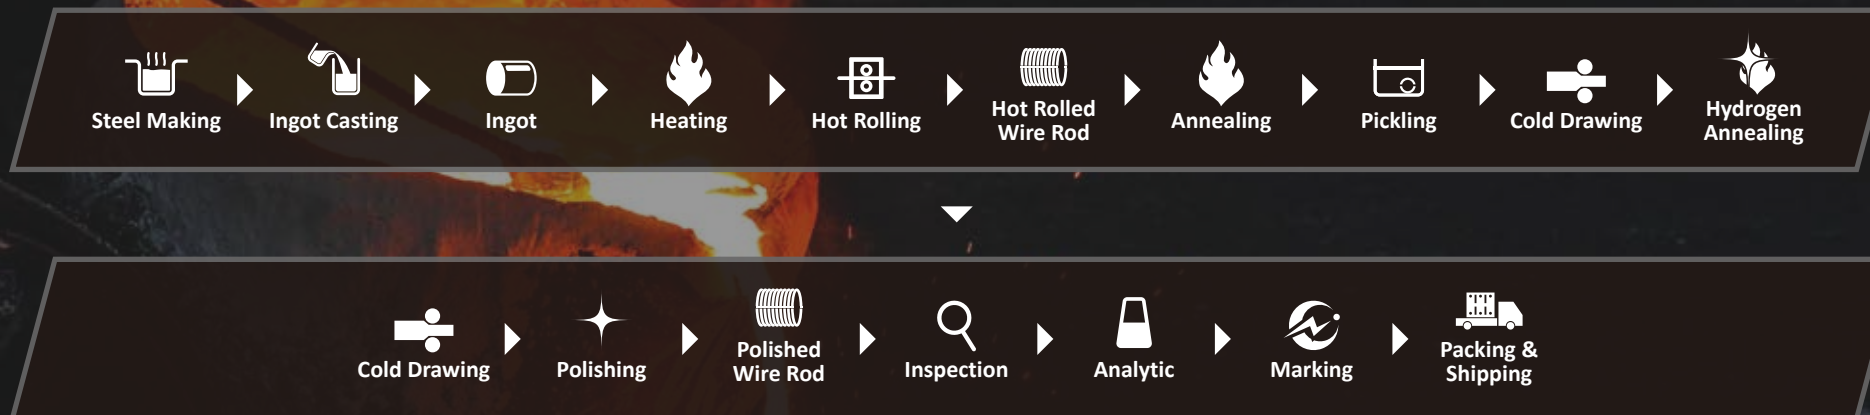 Steel Making
Ingot Casting
Ingot
Heating
Hot Rolling
Hot Rolled
Wire Rod
Annealing
Pickling
Cold Drawing
Hydrogen
Annealing
Cold Drawing
Polishing
Polished
Wire Rod
Inspection
Analytic
Marking
Packing &
Shipping